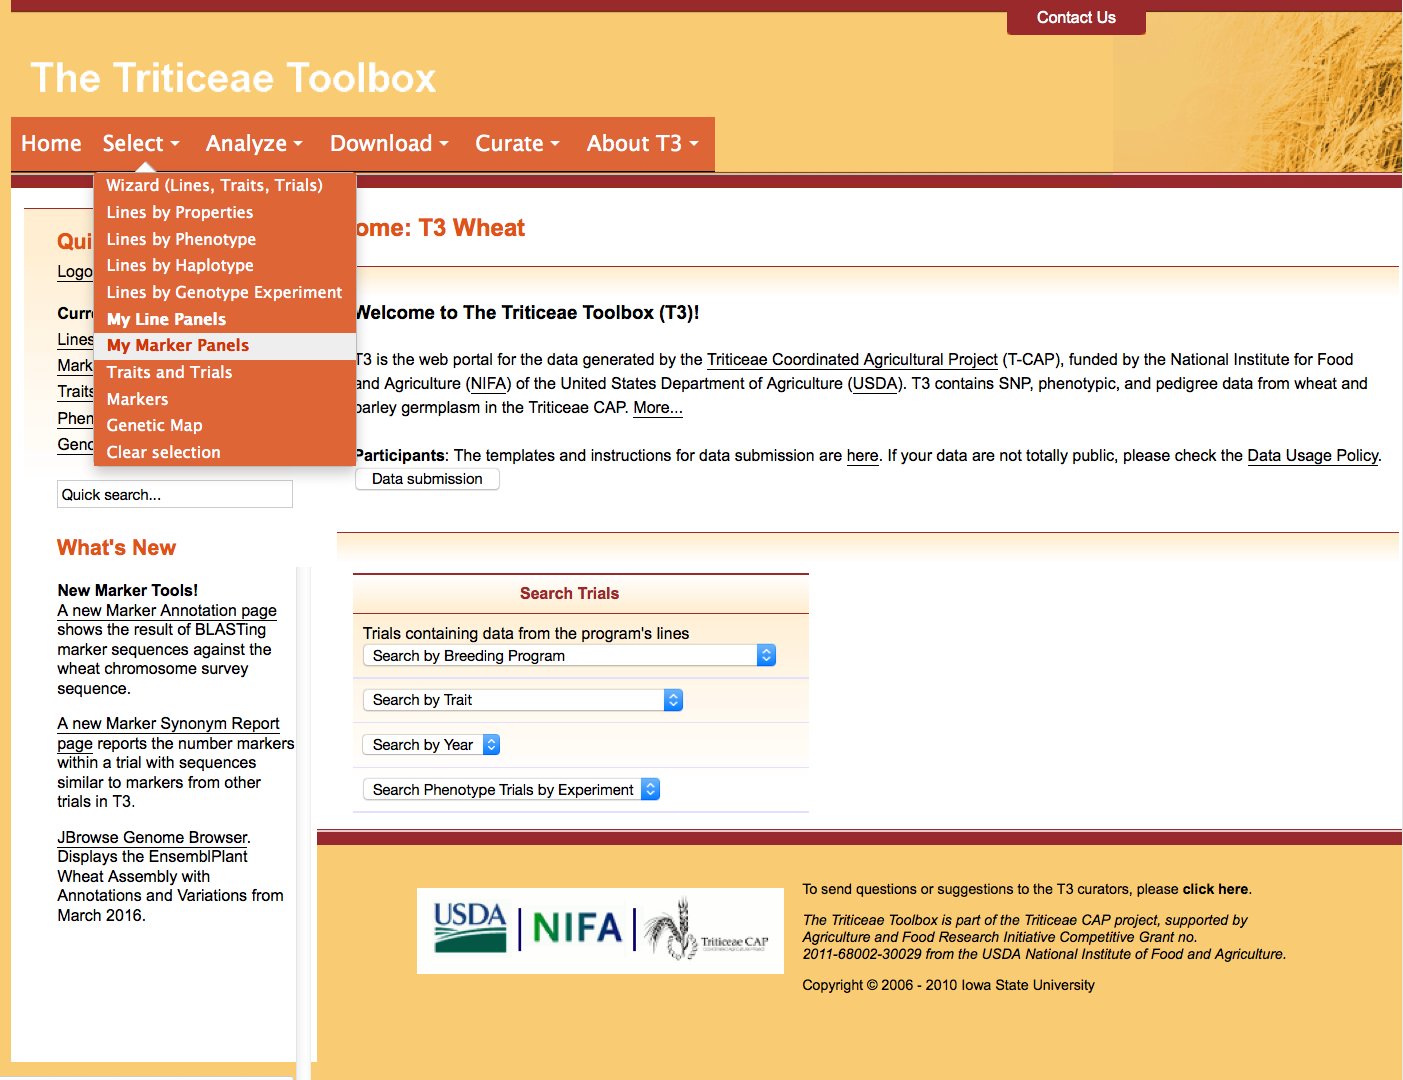 Contact Us
The Triticeae Toolbox
Home Select Analyze Download Curate About T3
Wizard (Lines, Traits, Trials)
Lines by Properties
Lines by Phenotype
Lines by Haplotype
Lines by Genotype Experiment
My Line Panels
My Marker Panels
Traits and Trials
Markers
Genetic Map
Clear selection
Qui
Logo
Curr
Lines
Mark
Traits
Phen
Geno
Quick search...
What's New
New Marker Tools!
A new Marker Annotation page
shows the result of BLASTing
marker sequences against the
wheat chromosome survey
sequence.
A new Marker Synonym Report
page reports the number markers
within a trial with sequences
similar to markers from other
trials in T3.
JBrowse Genome Browser.
Displays the EnsemblPlant
Wheat Assembly with
Annotations and Variations from
March 2016.
ome: T3 Wheat
Welcome to The Triticeae Toolbox (T3)!
T3 is the web portal for the data generated by the Triticeae Coordinated Agricultural Project (T-CAP), funded by the National Institute for Food
and Agriculture (NIFA) of the United States Department of Agriculture (USDA). T3 contains SNP, phenotypic, and pedigree data from wheat and
barley germplasm in the Triticeae CAP. More...
Participants: The templates and instructions for data submission are here. If your data are not totally public, please check the Data Usage Policy.
Data submission
Search Trials
Trials containing data from the program's lines
Search by Breeding Program
Search by Trait
Search by Year
Search Phenotype Trials by Experiment
USDA NIFA Triticeae CAP
To send questions or suggestions to the T3 curators, please click here.
The Triticeae Toolbox is part of the Triticeae CAP project, supported by
Agriculture and Food Research Initiative Competitive Grant no.
2011-68002-30029 from the USDA National Institute of Food and Agriculture.
Copyright © 2006 - 2010 Iowa State University